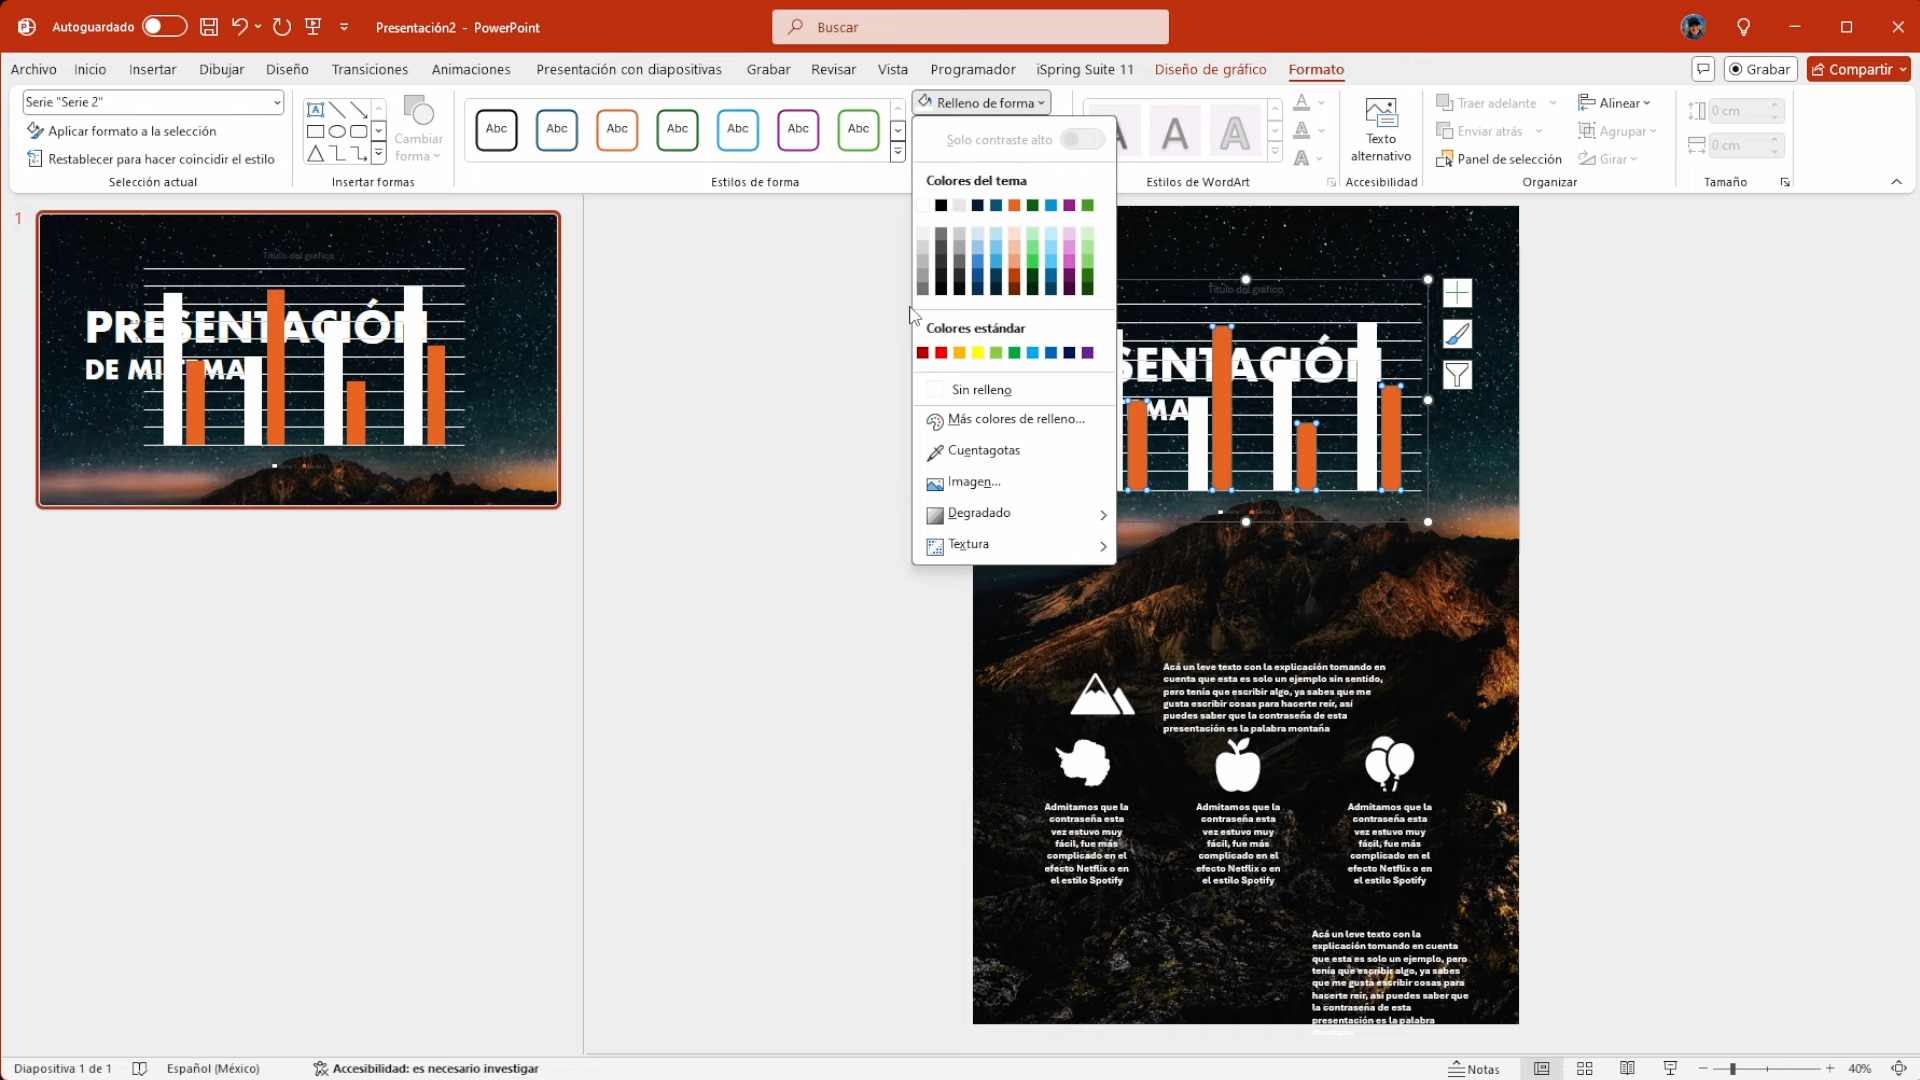 Autoguardado
Presentación2 - PowerPoint
Buscar
Archivo
Inicio
Insertar
Dibujar
Diseño
Transiciones
Animaciones
Presentación con diapositivas
Grabar
Revisar
Vista
Programador
iSpring Suite 11
Diseño de gráfico
Formato
Grabar
Compartir
Serie "Serie 2"
Aplicar formato a la selección
Restablecer para hacer coincidir el estilo
Selección actual
Cambiar
forma
Insertar formas
Abc
Abc
Abc
Abc
Abc
Abc
Abc
Estilos de forma
Relleno de forma
Solo contraste alto
Colores del tema
Colores estándar
Sin relleno
Más colores de relleno...
Cuentagotas
Imagen...
Degradado
Textura
A
A
A
Estilos de WordArt
Texto
alternativo
Accesibilidad
Traer adelante
Enviar atrás
Panel de selección
Alinear
Agrupar
Girar
Organizar
0 cm
0 cm
Tamaño
1
Título del gráfico
PRESENTACIÓN
Título del gráfico
SENTACIÓN
MA
Acá un leve texto con la explicación tomando en
cuenta que esta es solo un ejemplo sin sentido,
pero tenía que escribir algo, ya sabes que me
gusta escribir cosas para hacerte reír, así
puedes saber que la contraseña de esta
presentación es la palabra montaña
Admitamos que la
contraseña esta
vez estuvo muy
fácil, fue más
complicado en el
efecto Netflix o en
el estilo Spotify
Admitamos que la
contraseña esta
vez estuvo muy
fácil, fue más
complicado en el
efecto Netflix o en
el estilo Spotify
Admitamos que la
contraseña esta
vez estuvo muy
fácil, fue más
complicado en el
efecto Netflix o en
el estilo Spotify
Acá un leve texto con la
explicación tomando en cuenta
que esta es solo un ejemplo, pero
tenía que escribir algo, ya sabes
que me gusta escribir cosas para
hacerte reír, así puedes saber que
la contraseña de esta
presentación es la palabra
Diapositiva 1 de 1
Español (México)
Accesibilidad: es necesario investigar
Notas
40%